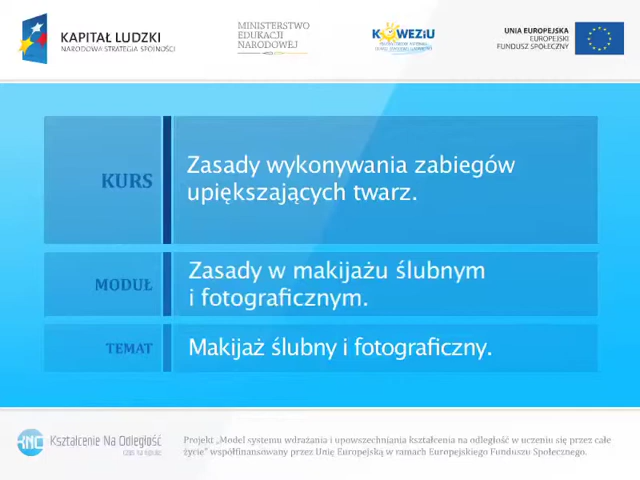 KAPITAŁ LUDZKI
NARODOWA STRATEGIA SPÓJNOŚCI
MINISTERSTWO
EDUKACJI
NARODOWEJ
KOWEZiU
UNIA EUROPEJSKA
EUROPEJSKI
FUNDUSZ SPOŁECZNY
KURS
Zasady wykonywania zabiegów
upiększających twarz.
MODUŁ
Zasady w makijażu ślubnym
i fotograficznym.
TEMAT
Makijaż ślubny i fotograficzny.
KNO
Kształcenie Na Odległość
Projekt „Model systemu wdrażania i upowszechniania kształcenia na odległość w uczeniu się przez całe
życie” współfinansowany przez Unię Europejską w ramach Europejskiego Funduszu Społecznego.